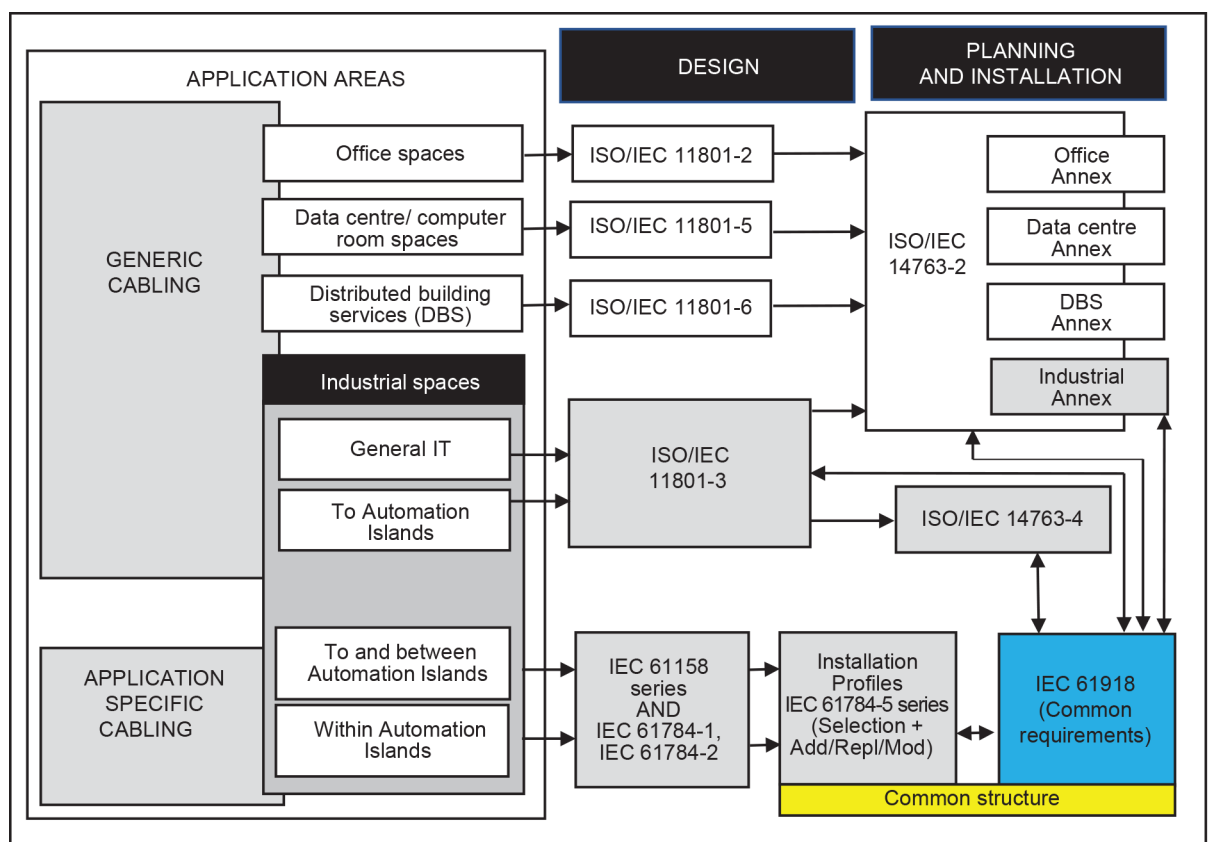 APPLICATION AREAS
DESIGN
PLANNING
AND INSTALLATION
GENERIC
CABLING
Office spaces
ISO/IEC 11801-2
Data centre/ computer
room spaces
ISO/IEC 11801-5
Distributed building
services (DBS)
ISO/IEC 11801-6
ISO/IEC
14763-2
Office
Annex
Data centre
Annex
DBS
Annex
Industrial
Annex
Industrial spaces
General IT
To Automation
Islands
ISO/IEC
11801-3
ISO/IEC 14763-4
APPLICATION
SPECIFIC
CABLING
To and between
Automation Islands
Within Automation
Islands
IEC 61158
series
AND
IEC 61784-1,
IEC 61784-2
Installation
Profiles
IEC 61784-5 series
(Selection +
Add/Repl/Mod)
IEC 61918
(Common
requirements)
Common structure